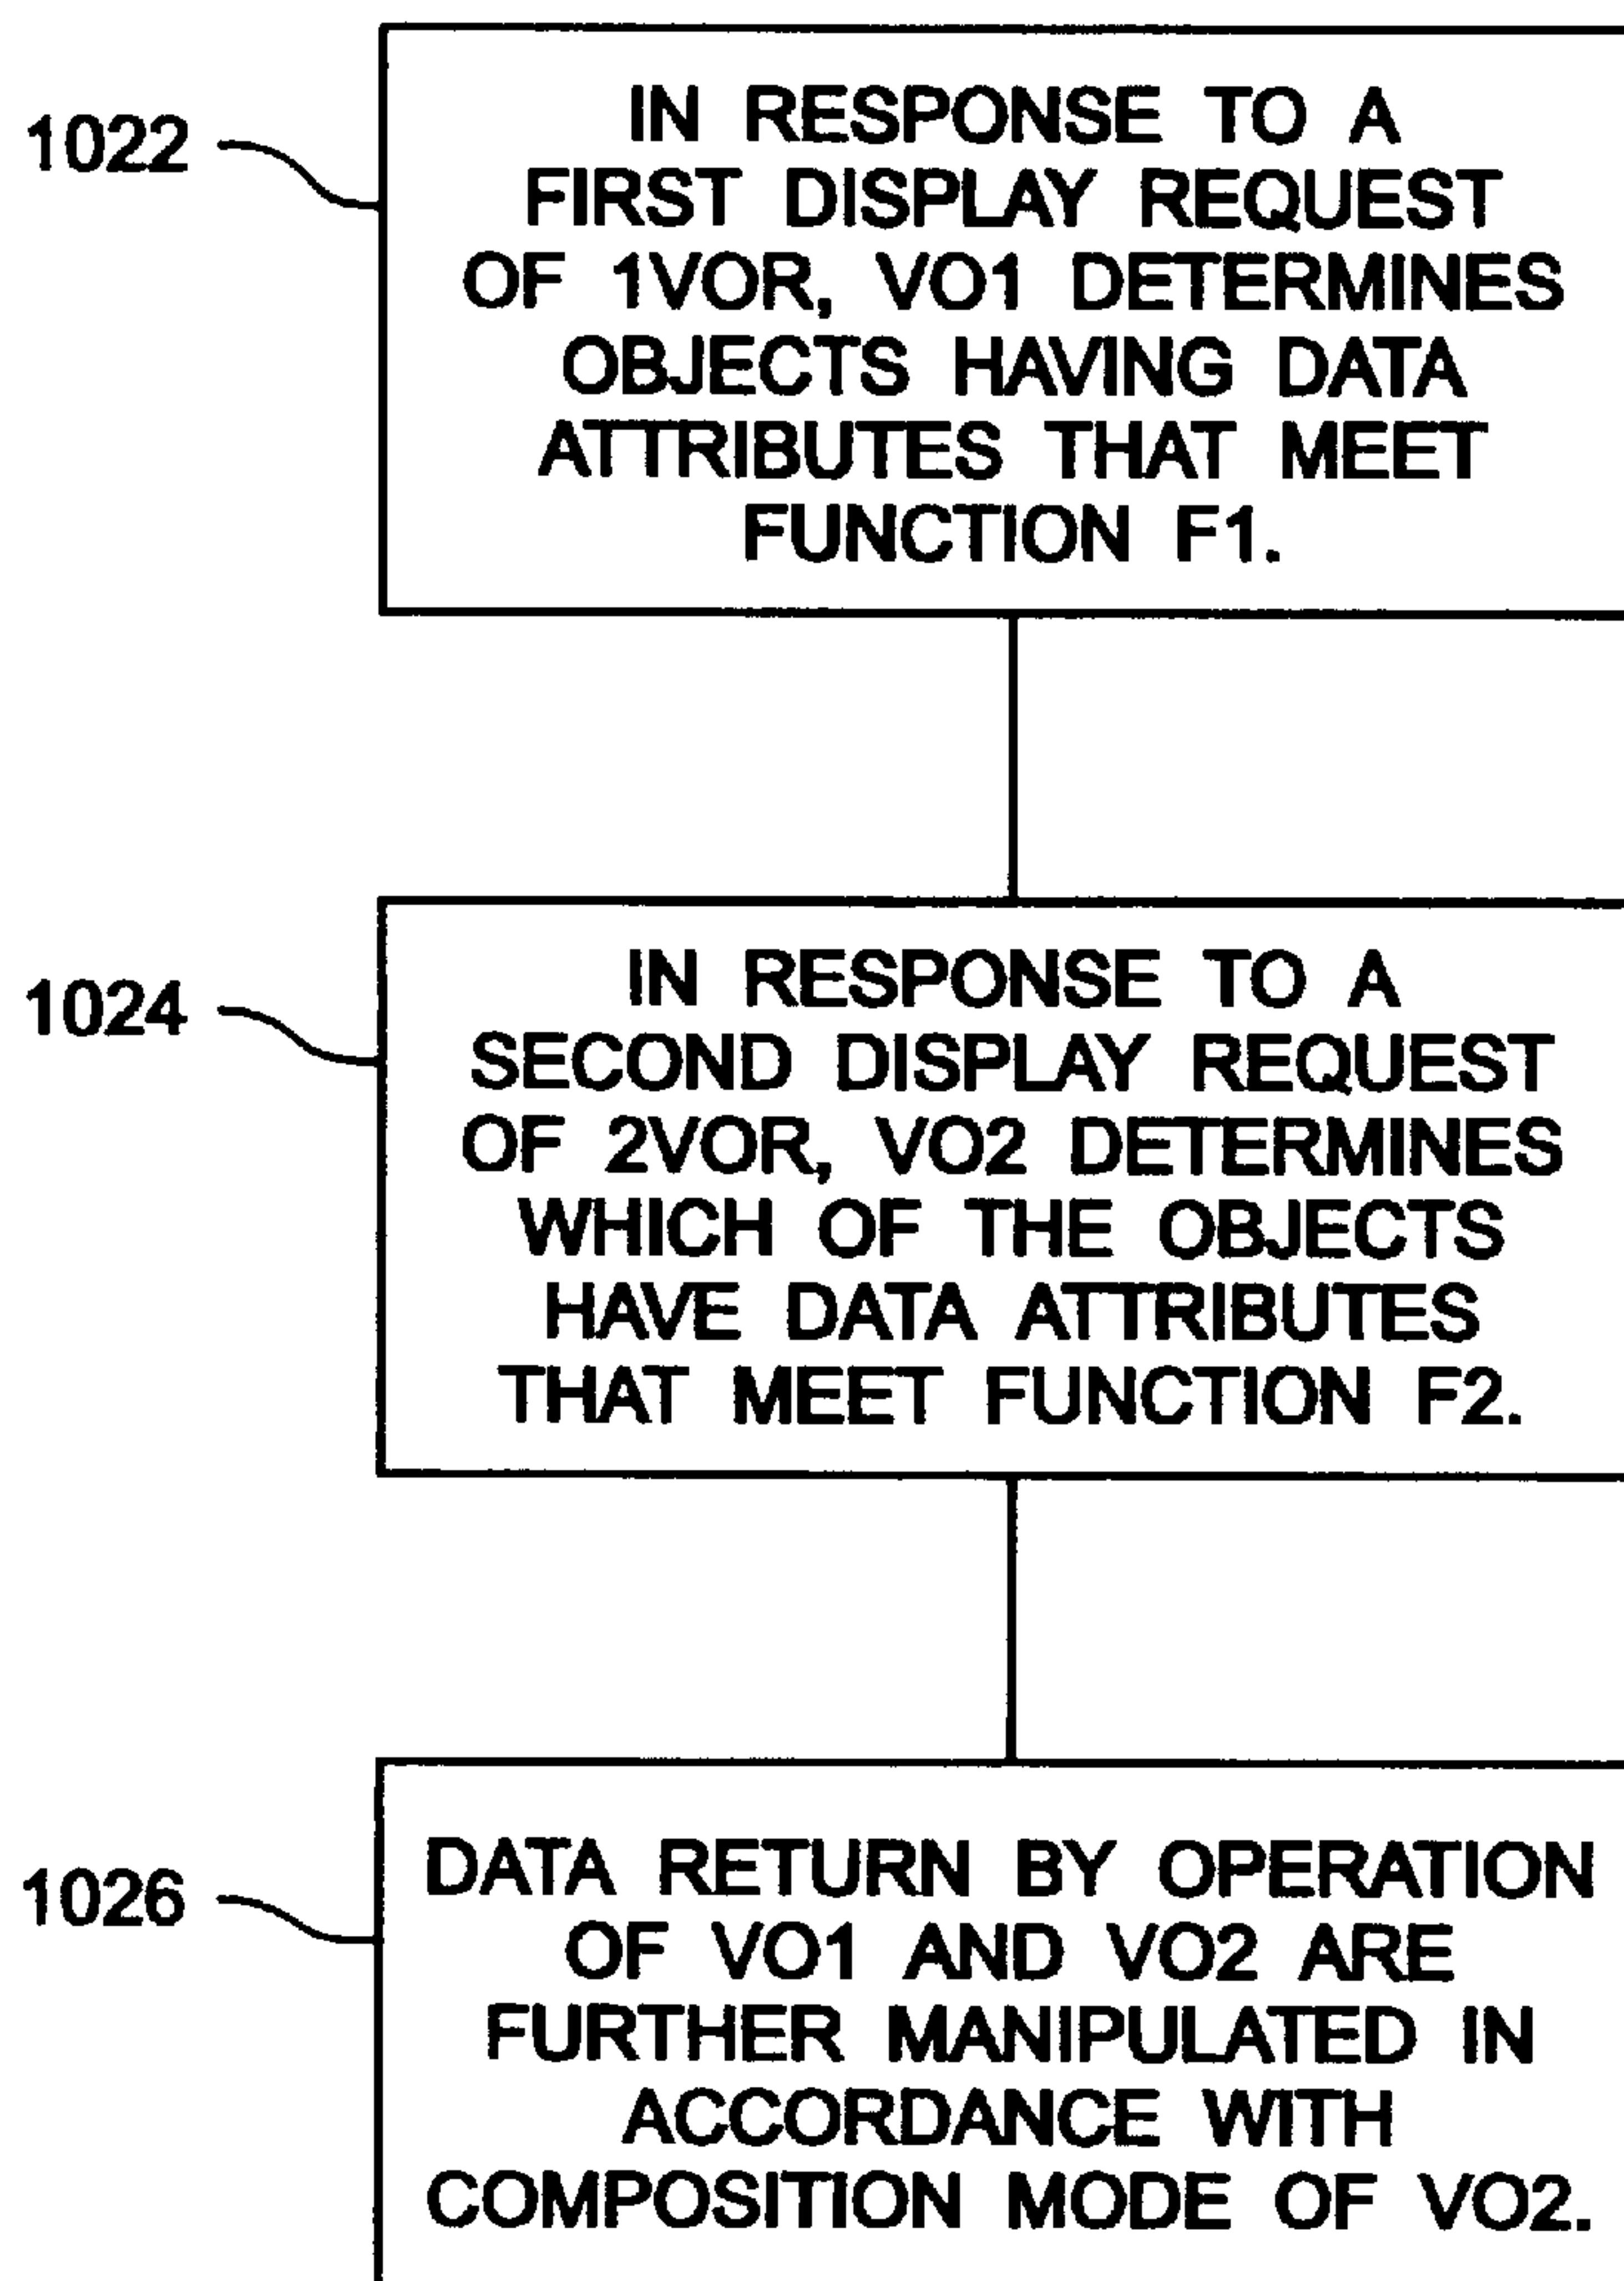 1022
IN RESPONSE TO A
FIRST DISPLAY REQUEST
OF 1VOR, VO1 DETERMINES
OBJECTS HAVING DATA
ATTRIBUTES THAT MEET
FUNCTION F1.
1024
IN RESPONSE TO A
SECOND DISPLAY REQUEST
OF 2VOR, VO2 DETERMINES
WHICH OF THE OBJECTS
HAVE DATA ATTRIBUTES
THAT MEET FUNCTION F2.
1026
DATA RETURN BY OPERATION
OF VO1 AND VO2 ARE
FURTHER MANIPULATED IN
ACCORDANCE WITH
COMPOSITION MODE OF VO2.